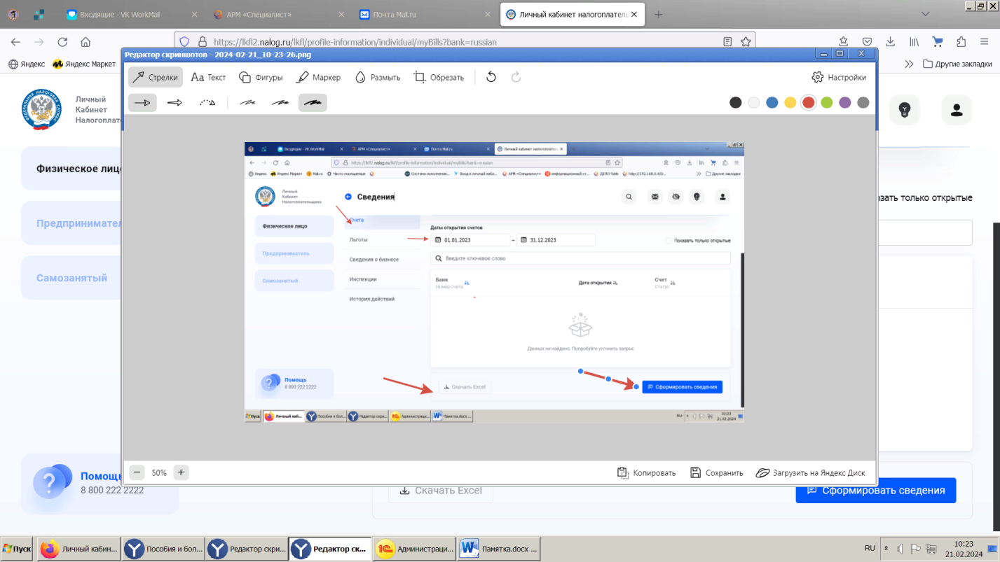 Входящие - VK WorkMail
АРМ «Специалист»
Почта Mail.ru
Личный кабинет налогоплатель
https://lkfl2.nalog.ru/lkfl/profile-information/individual/myBills?bank=russian
Яндекс
Яндекс Маркет
Другие закладки
Редактор скриншотов - 2024-02-21_10-23-26.png
Стрелки
Текст
Фигуры
Маркер
Размыть
Обрезать
Настройки
Личный
Кабинет
Налогоплат
Физическое лиц
Предпринимател
Самозанятый
зать только открытые
Входящие - VK WorkMail
АРМ «Специалист»
Почта Mail.ru
Личный кабинет налогоплател
https://lkfl2.nalog.ru/lkfl/profile-information/individual/myBills?bank=russian
Яндекс
Яндекс Маркет
Mail.ru
Часто посещаемые
Система исполнения...
Вход в личный каби...
АРМ «Специалист»
информационный ст...
ДЕЛО-Web
http://192.168.0.6/D...
Другие закладки
Личный
Кабинет
Налогоплательщика
Сведения
Физическое лицо
Предприниматель
Самозанятый
Счета
Льготы
Сведения о бизнесе
Инспекции
История действий
Даты открытия счетов
01.01.2023 – 31.12.2023
Показать только открытые
Введите ключевое слово
Банк
Номер счета
Дата открытия
Счет
Статус
Данных не найдено. Попробуйте уточнить запрос
Помощь
8 800 222 2222
Скачать Excel
Сформировать сведения
Пуск
Личный каб...
Пособия и бол...
Редактор скри...
Администраци...
Памятка.docx ...
RU
10:23
21.02.2024
50%
Копировать
Сохранить
Загрузить на Яндекс Диск
Помощь
8 800 222 2222
Скачать Excel
Сформировать сведения
Пуск
Личный кабин...
Пособия и бол...
Редактор скри...
Редактор ск...
Администраци...
Памятка.docx ...
RU
10:23
21.02.2024